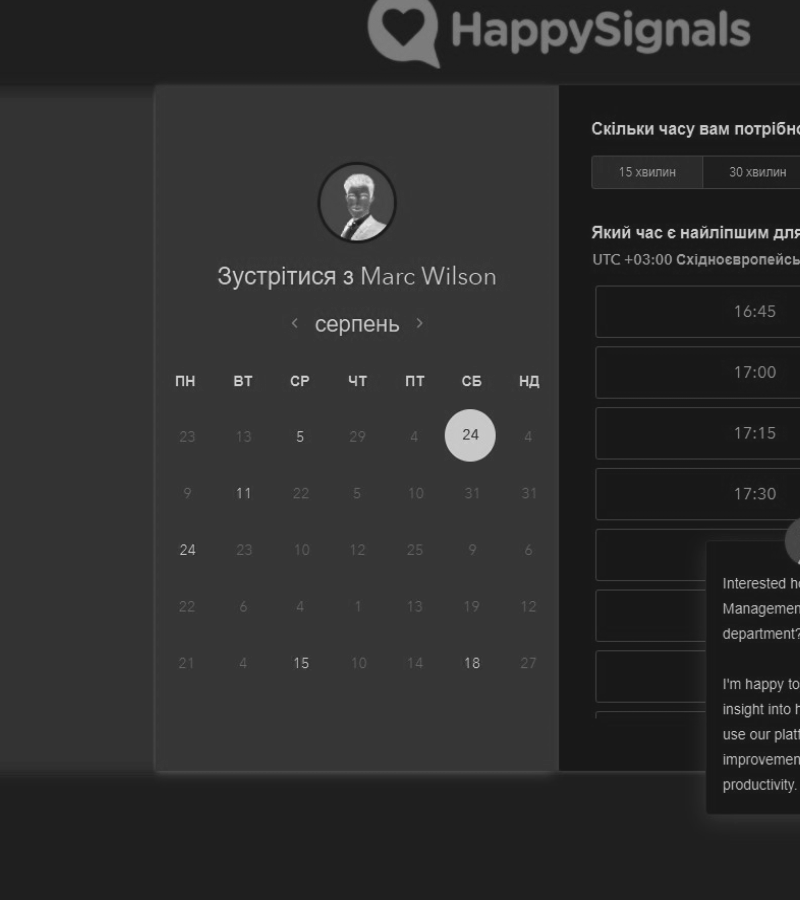 HappySignals
Зустрітися з Marc Wilson
< серпень >
ПН ВТ СР ЧТ ПТ СБ НД
23 13 5 29 4 24 4
9 11 22 5 10 31 31
24 23 10 12 25 9 6
22 6 4 1 13 19 12
21 4 15 10 14 18 27
Скільки часу вам потрібно
15 хвилин 30 хвилин
Який час є найліпшим для
UTC +03:00 Східноєвропейсь
16:45
17:00
17:15
17:30
Interested ho
Managemen
department?
I'm happy to
insight into h
use our platf
improvemen
productivity.